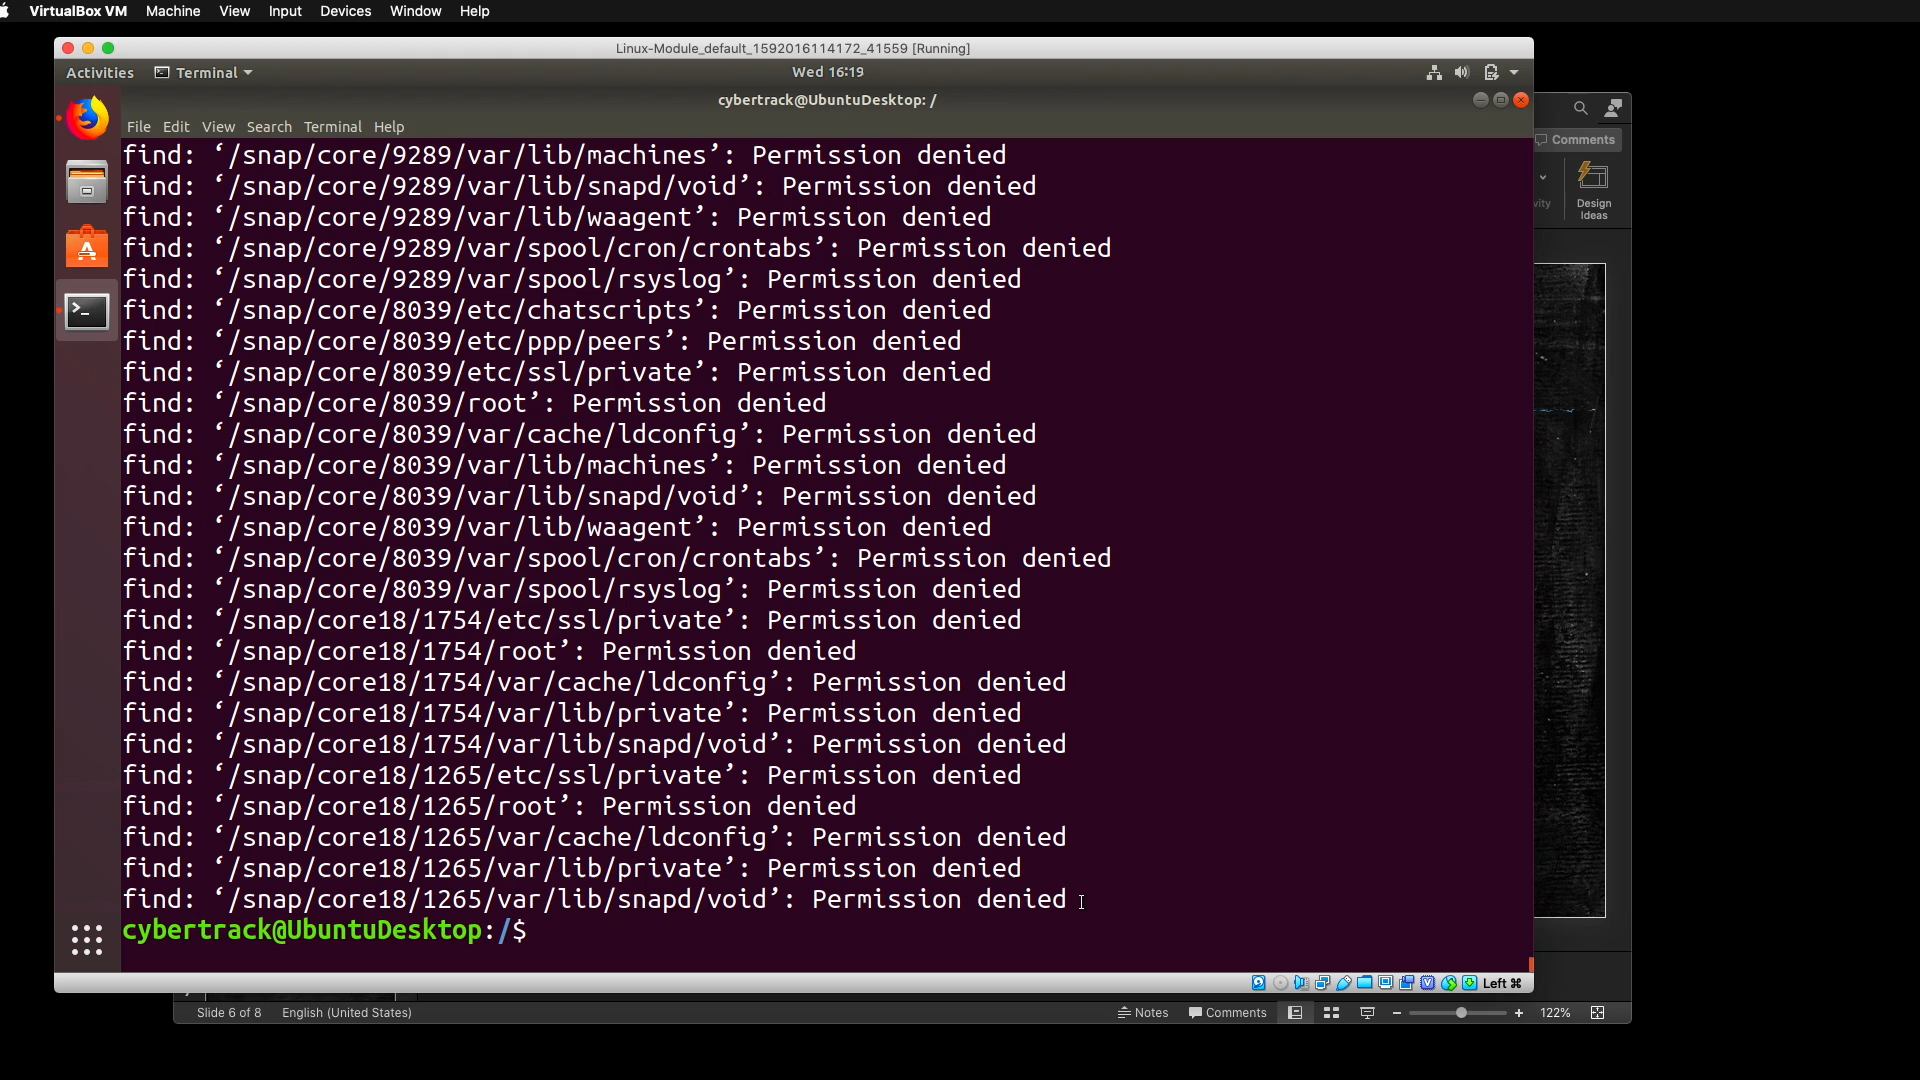 VirtualBox VM Machine View Input Devices Window Help
Linux-Module_default_1592016114172_41559 [Running]
Activities Terminal Wed 16:19
cybertrack@UbuntuDesktop: /
File Edit View Search Terminal Help
Comments
Design
Ideas
find: ‘/snap/core/9289/var/lib/machines’: Permission denied
find: ‘/snap/core/9289/var/lib/snapd/void’: Permission denied
find: ‘/snap/core/9289/var/lib/waagent’: Permission denied
find: ‘/snap/core/9289/var/spool/cron/crontabs’: Permission denied
find: ‘/snap/core/9289/var/spool/rsyslog’: Permission denied
find: ‘/snap/core/8039/etc/chatscripts’: Permission denied
find: ‘/snap/core/8039/etc/ppp/peers’: Permission denied
find: ‘/snap/core/8039/etc/ssl/private’: Permission denied
find: ‘/snap/core/8039/root’: Permission denied
find: ‘/snap/core/8039/var/cache/ldconfig’: Permission denied
find: ‘/snap/core/8039/var/lib/machines’: Permission denied
find: ‘/snap/core/8039/var/lib/snapd/void’: Permission denied
find: ‘/snap/core/8039/var/lib/waagent’: Permission denied
find: ‘/snap/core/8039/var/spool/cron/crontabs’: Permission denied
find: ‘/snap/core/8039/var/spool/rsyslog’: Permission denied
find: ‘/snap/core18/1754/etc/ssl/private’: Permission denied
find: ‘/snap/core18/1754/root’: Permission denied
find: ‘/snap/core18/1754/var/cache/ldconfig’: Permission denied
find: ‘/snap/core18/1754/var/lib/private’: Permission denied
find: ‘/snap/core18/1754/var/lib/snapd/void’: Permission denied
find: ‘/snap/core18/1265/etc/ssl/private’: Permission denied
find: ‘/snap/core18/1265/root’: Permission denied
find: ‘/snap/core18/1265/var/cache/ldconfig’: Permission denied
find: ‘/snap/core18/1265/var/lib/private’: Permission denied
find: ‘/snap/core18/1265/var/lib/snapd/void’: Permission denied
cybertrack@UbuntuDesktop:/$
Left ⌘
Slide 6 of 8 English (United States) Notes Comments 122%